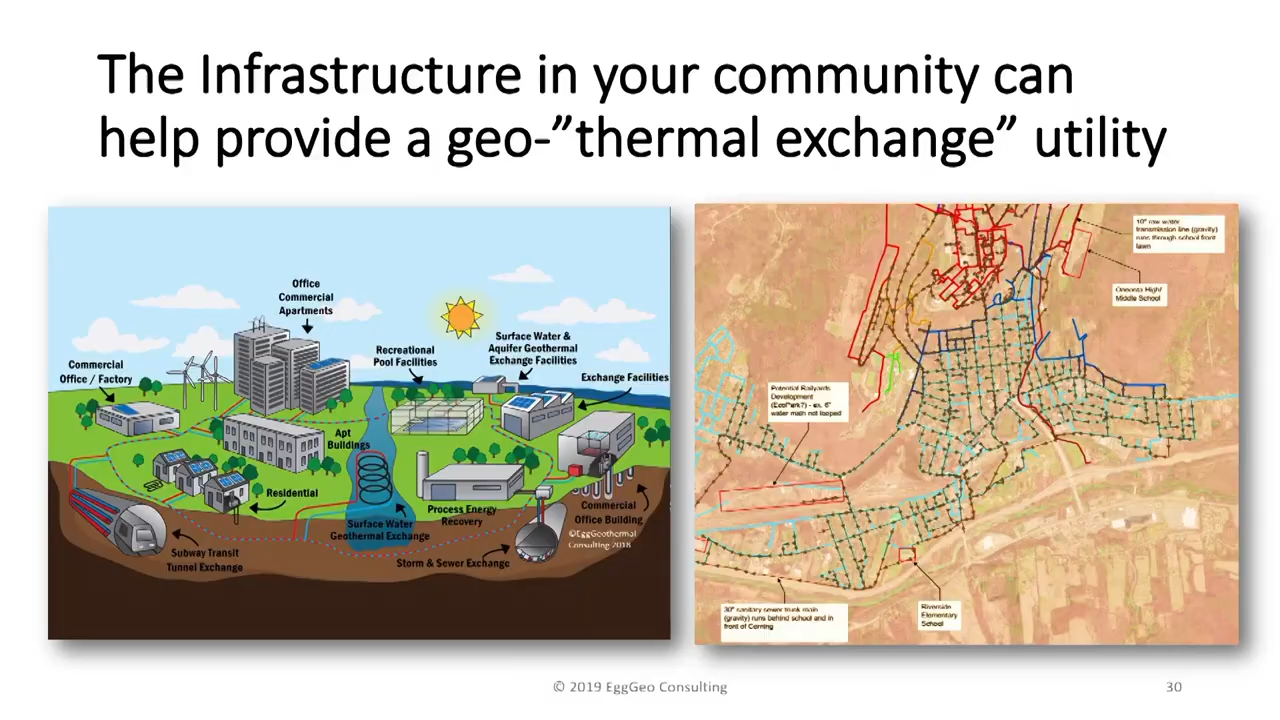 The Infrastructure in your community can
help provide a geo-”thermal exchange” utility
Office
Commercial
Apartments
Commercial
Office / Factory
Recreational
Pool Facilities
Surface Water &
Aquifer Geothermal
Exchange Facilities
Exchange Facilities
Apt
Buildings
Residential
Surface Water
Geothermal Exchange
Process Energy
Recovery
Commercial
Office Building
©EggGeothermal
Consulting 2018
Subway Transit
Tunnel Exchange
Storm & Sewer Exchange
10" raw water
transmission line (gravity)
runs through school front
lawn
Oneonta High/
Middle School
Potential Railyards
Development
(EcoPark?) - ex. 6"
water main not looped
30" sanitary sewer trunk main
(gravity) runs behind school and in
front of Corning
Riverside
Elementary
School
© 2019 EggGeo Consulting
30